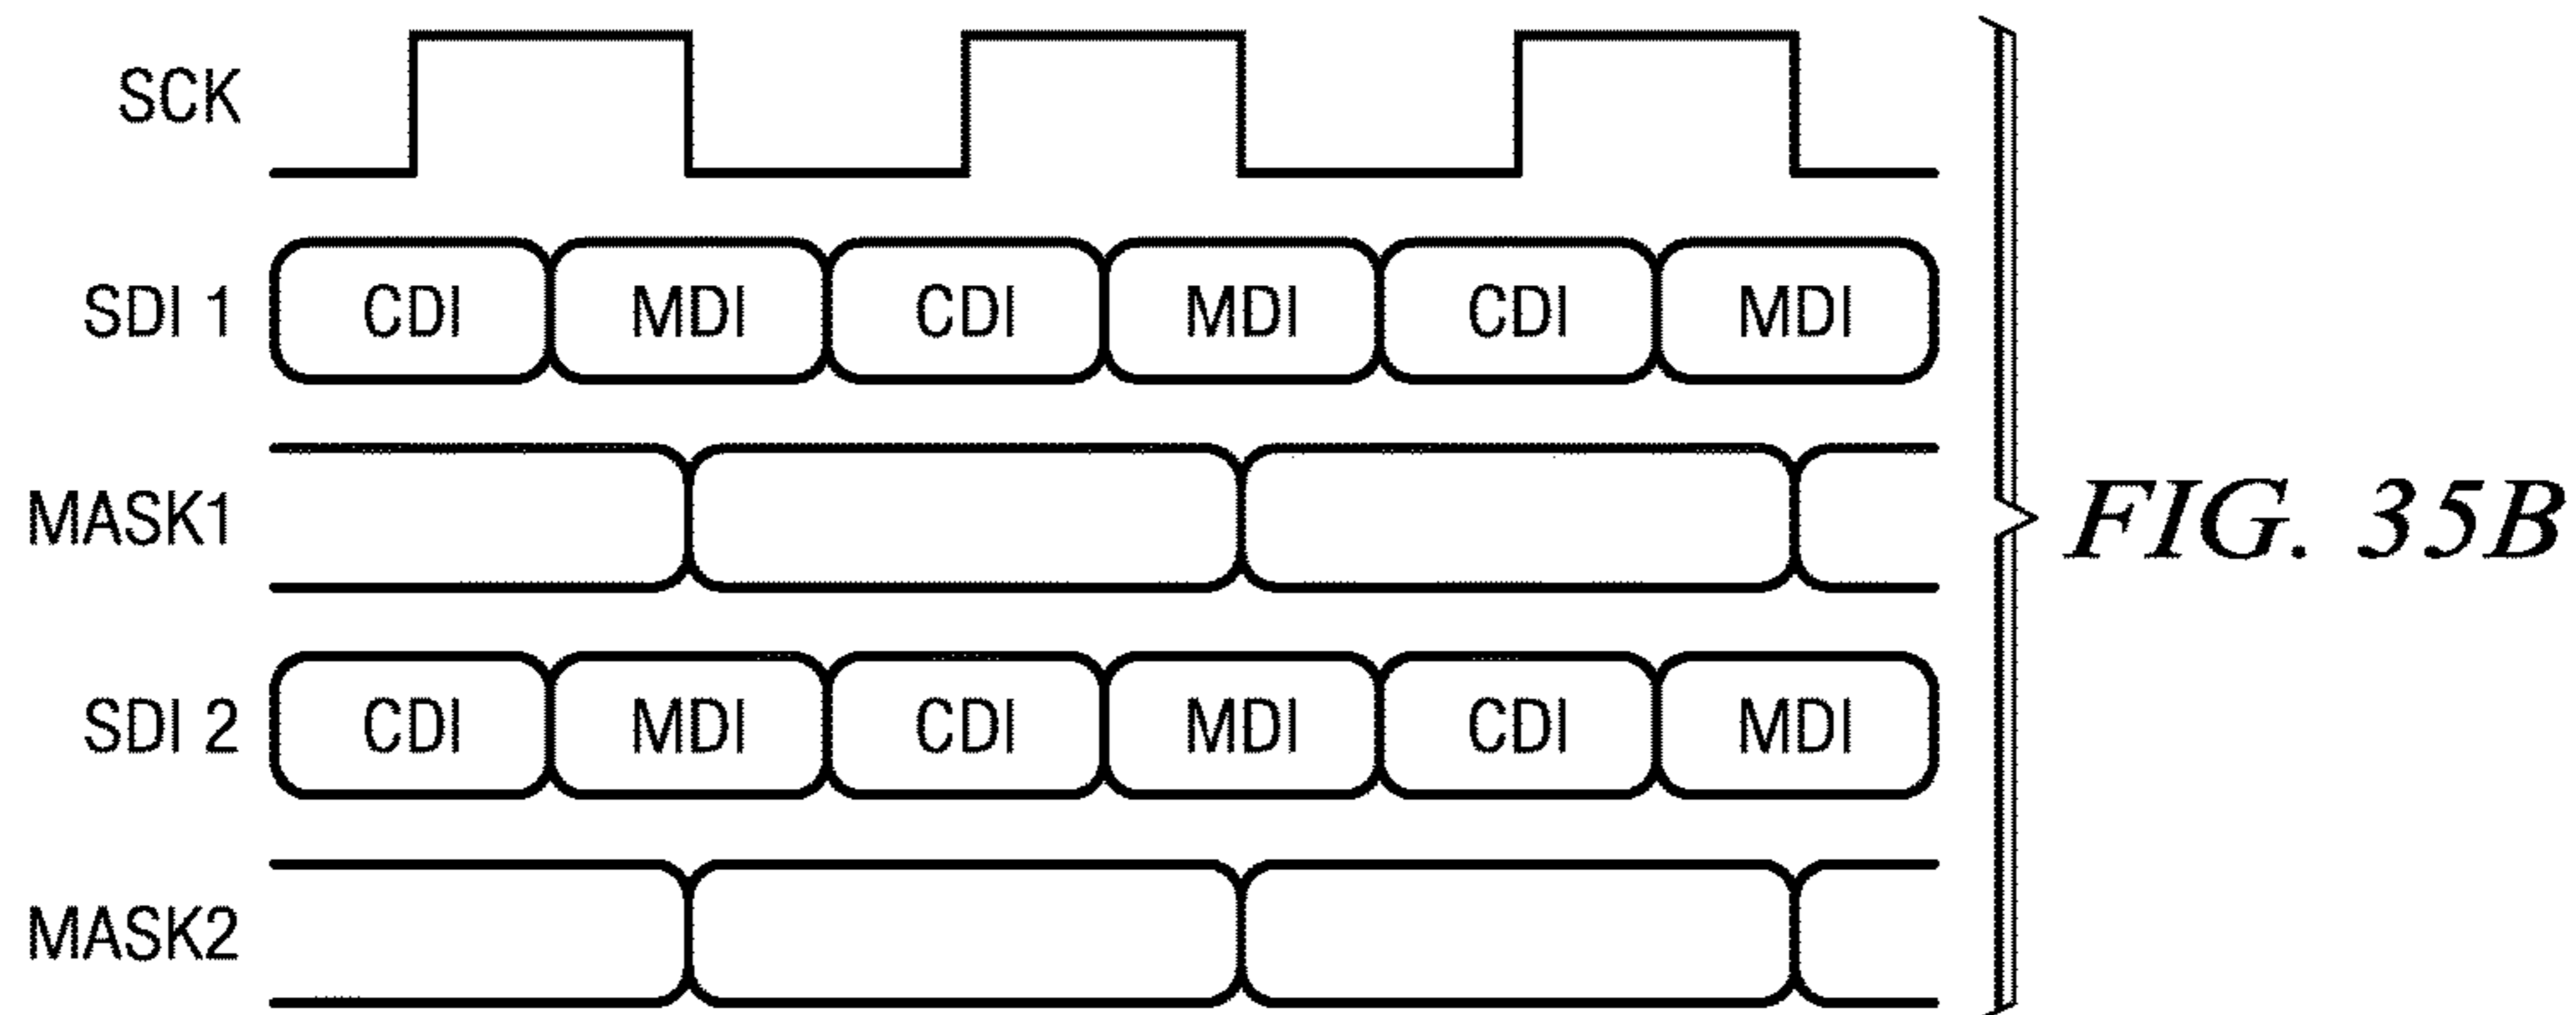 SCK
SDI 1 CDI MDI CDI MDI CDI MDI
MASK1
SDI 2 CDI MDI CDI MDI CDI MDI
MASK2
FIG. 35B